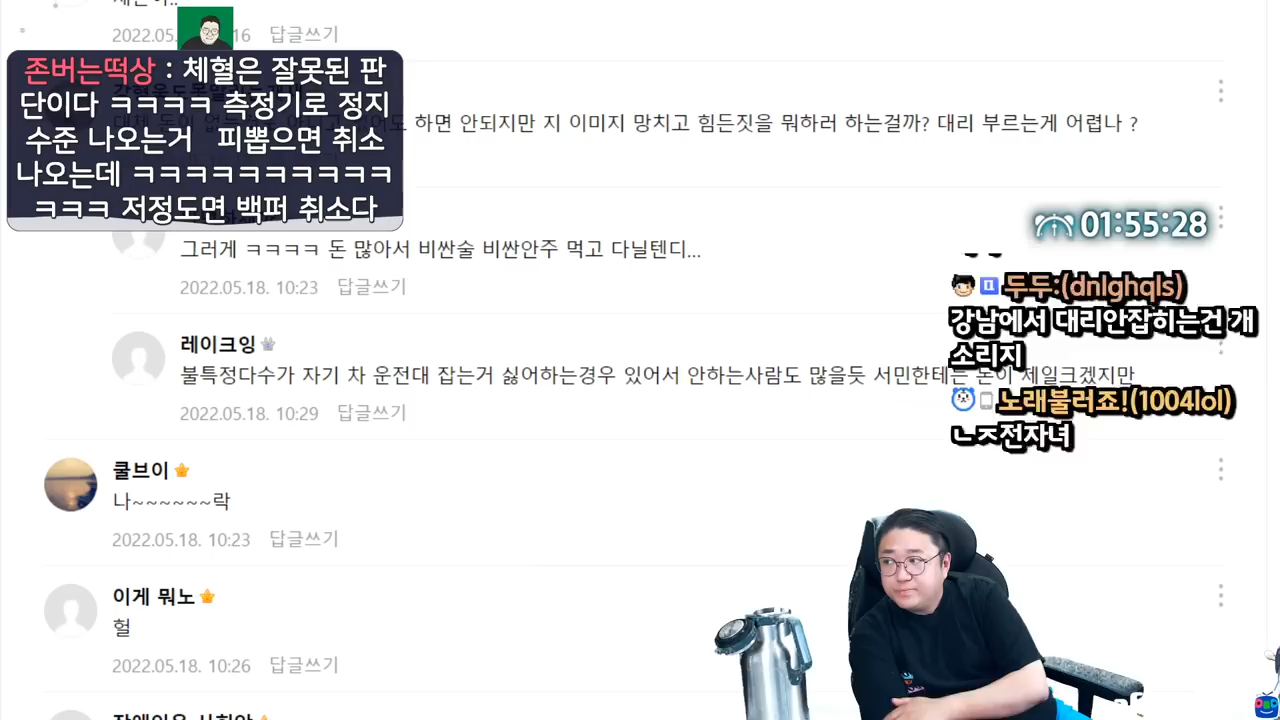 2022.05. 16 답글쓰기
존버는떡상 : 체혈은 잘못된 판
단이다 ㅋㅋㅋㅋ 측정기로 정지
수준 나오는거 피뽑으면 취소
나오는데 ㅋㅋㅋㅋㅋㅋㅋㅋㅋㅋ
ㅋㅋㅋ 저정도면 백퍼 취소다
하면 안되지만 지 이미지 망치고 힘든짓을 뭐하러 하는걸까? 대리 부르는게 어렵나 ?
01:55:28
그러게 ㅋㅋㅋㅋ 돈 많아서 비싼술 비싼안주 먹고 다닐텐디...
2022.05.18. 10:23 답글쓰기
두두:(dnlghqls)
강남에서 대리안잡히는건 개
소리지
레이크잉
불특정다수가 자기 차 운전대 잡는거 싫어하는경우 있어서 안하는사람도 많을듯 서민한테는 돈이 제일크겠지만
2022.05.18. 10:29 답글쓰기
노래불러죠!(1004lol)
ㄴㅈ전자녀
쿨브이
나~~~~~~락
2022.05.18. 10:23 답글쓰기
이게 뭐노
헐
2022.05.18. 10:26 답글쓰기